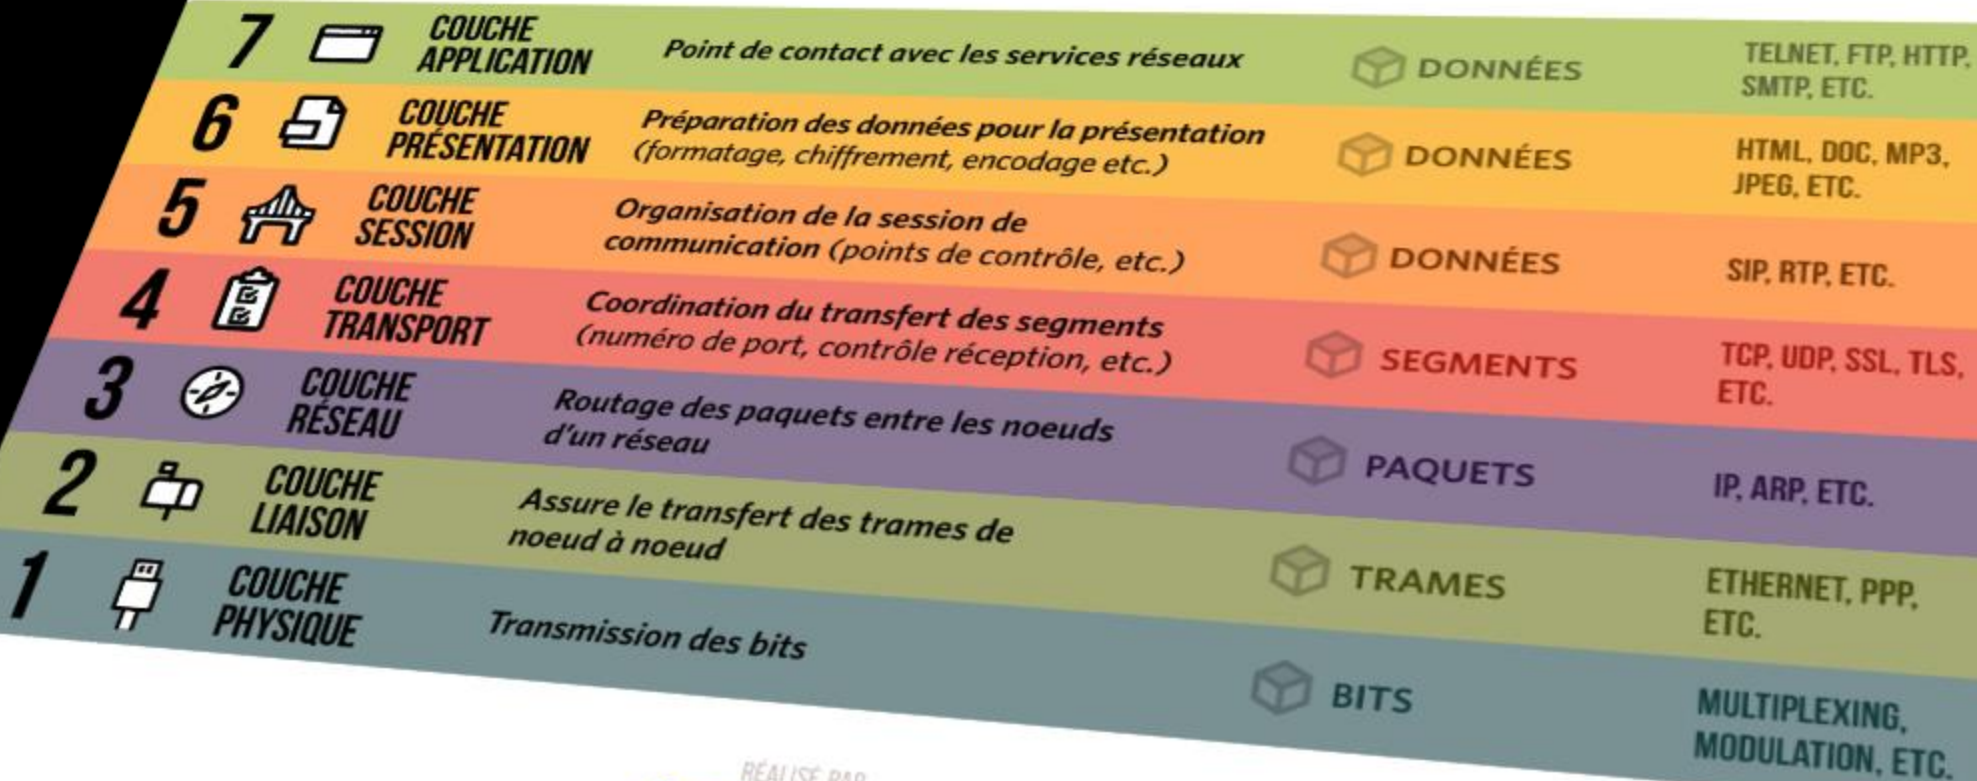 7
COUCHE
APPLICATION
Point de contact avec les services réseaux
DONNÉES
TELNET, FTP, HTTP,
SMTP, ETC.
6
COUCHE
PRÉSENTATION
Préparation des données pour la présentation
(formatage, chiffrement, encodage etc.)
DONNÉES
HTML, DOC, MP3,
JPEG, ETC.
5
COUCHE
SESSION
Organisation de la session de
communication (points de contrôle, etc.)
DONNÉES
SIP, RTP, ETC.
4
COUCHE
TRANSPORT
Coordination du transfert des segments
(numéro de port, contrôle réception, etc.)
SEGMENTS
TCP, UDP, SSL, TLS,
ETC.
3
COUCHE
RÉSEAU
Routage des paquets entre les noeuds
d'un réseau
PAQUETS
IP, ARP, ETC.
2
COUCHE
LIAISON
Assure le transfert des trames de
noeud à noeud
TRAMES
ETHERNET, PPP,
ETC.
1
COUCHE
PHYSIQUE
Transmission des bits
BITS
MULTIPLEXING,
MODULATION, ETC.
RÉALISÉ PAR